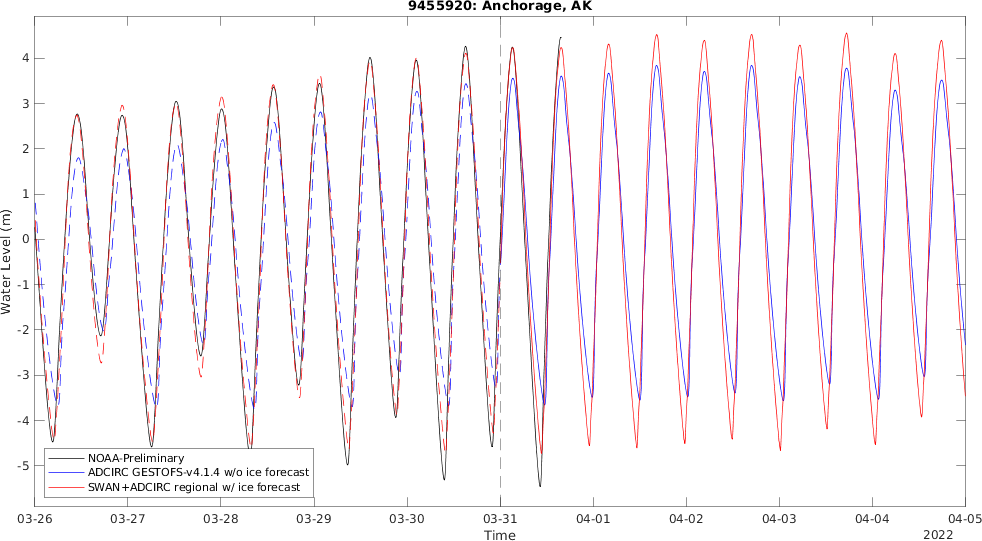 9455920: Anchorage, AK
Water Level (m)
4
3
2
1
0
-1
-2
-3
-4
-5
NOAA-Preliminary
ADCIRC GESTOFS-v4.1.4 w/o ice forecast
SWAN+ADCIRC regional w/ ice forecast
03-26 03-27 03-28 03-29 03-30 03-31 04-01 04-02 04-03 04-04 04-05
Time
2022